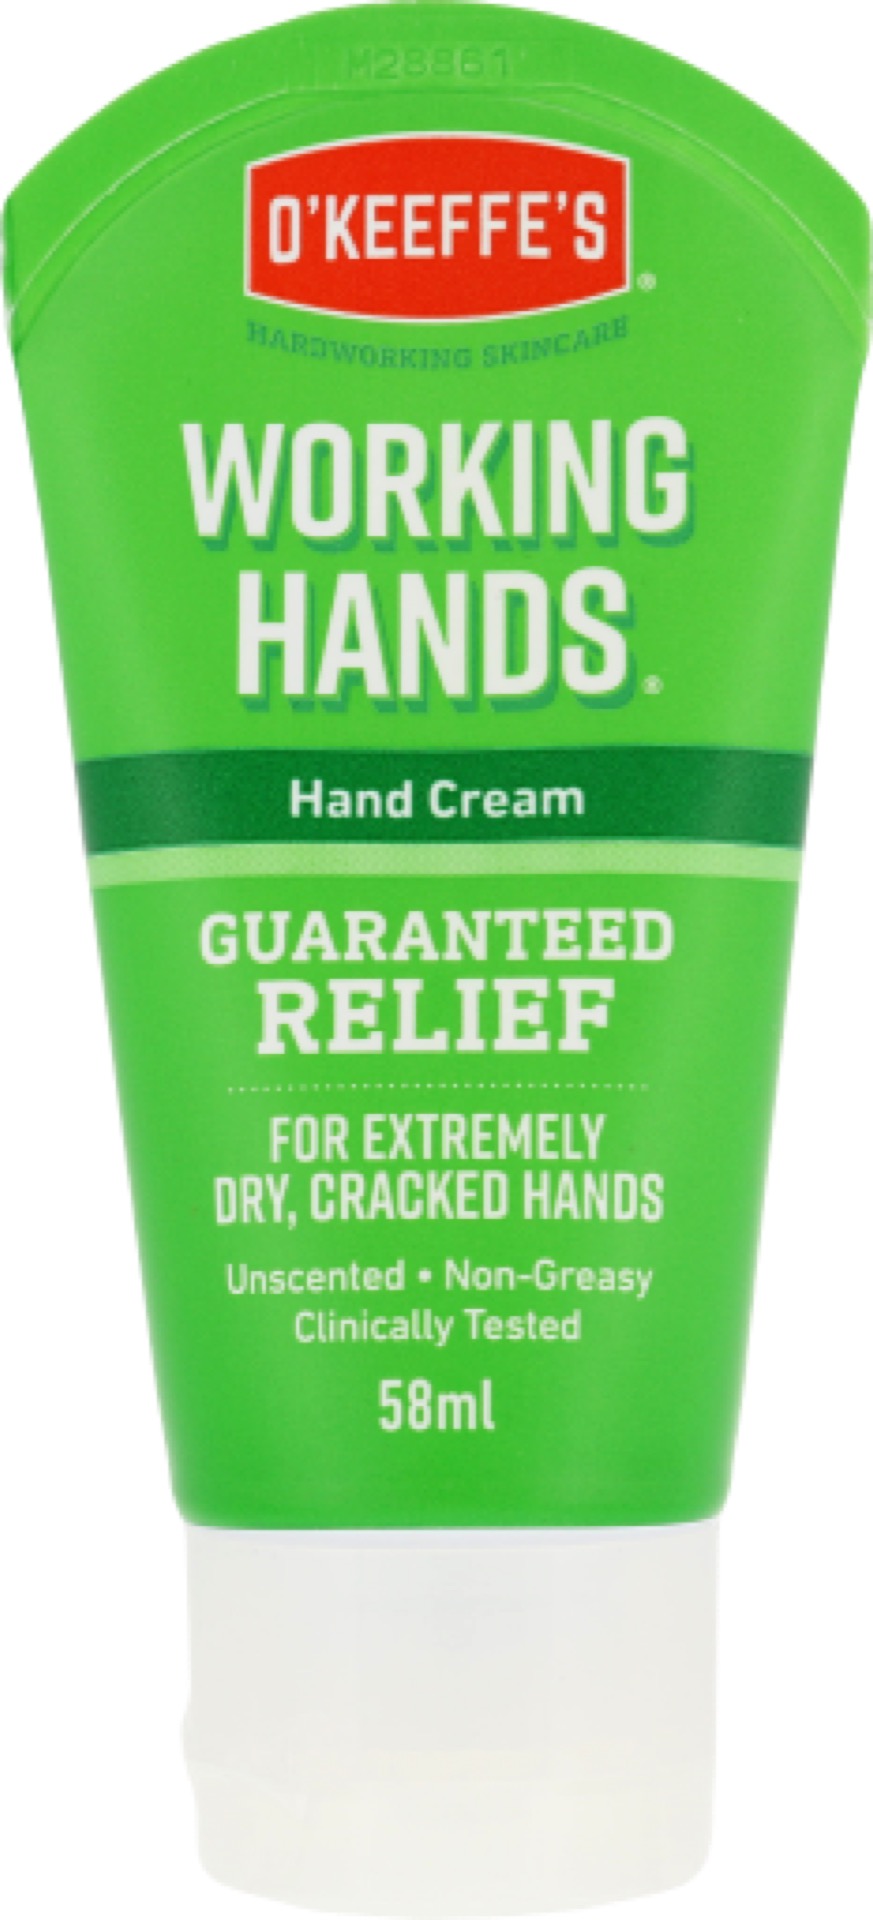 M28861
O'KEEFFE'S®
HARDWORKING SKINCARE
WORKING
HANDS®
Hand Cream
GUARANTEED
RELIEF
FOR EXTREMELY
DRY, CRACKED HANDS
Unscented • Non-Greasy
Clinically Tested
58ml